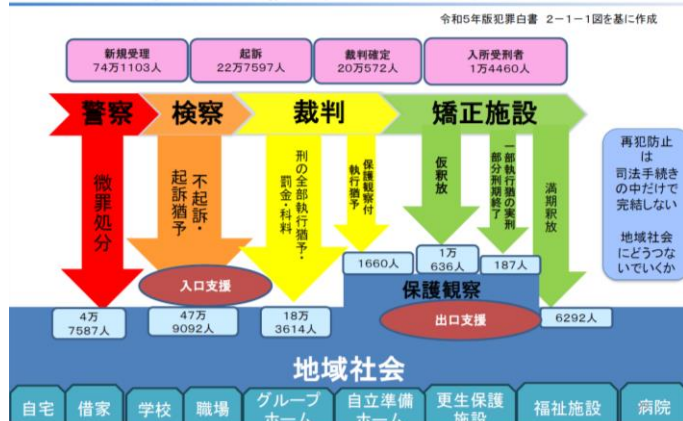 令和5年版犯罪白書 2-1-1図を基に作成
新規受理
74万1103人
起訴
22万7597人
裁判確定
20万572人
入所受刑者
1万4460人
警察
検察
裁判
矯正施設
微罪処分
不起訴・
起訴猶予
刑の全部執行猶予・
罰金・科料
保護観察付
執行猶予
仮釈放
一部執行猶の実刑
部分刑期終了
満期釈放
再犯防止
は
司法手続き
の中だけで
完結しない
地域社会
にどうつな
いでいくか
1660人
1万
636人
187人
保護観察
入口支援
出口支援
4万
7587人
47万
9092人
18万
3614人
6292人
地域社会
自宅
借家
学校
職場
グループ
ホーム
自立準備
ホーム
更生保護
施設
福祉施設
病院